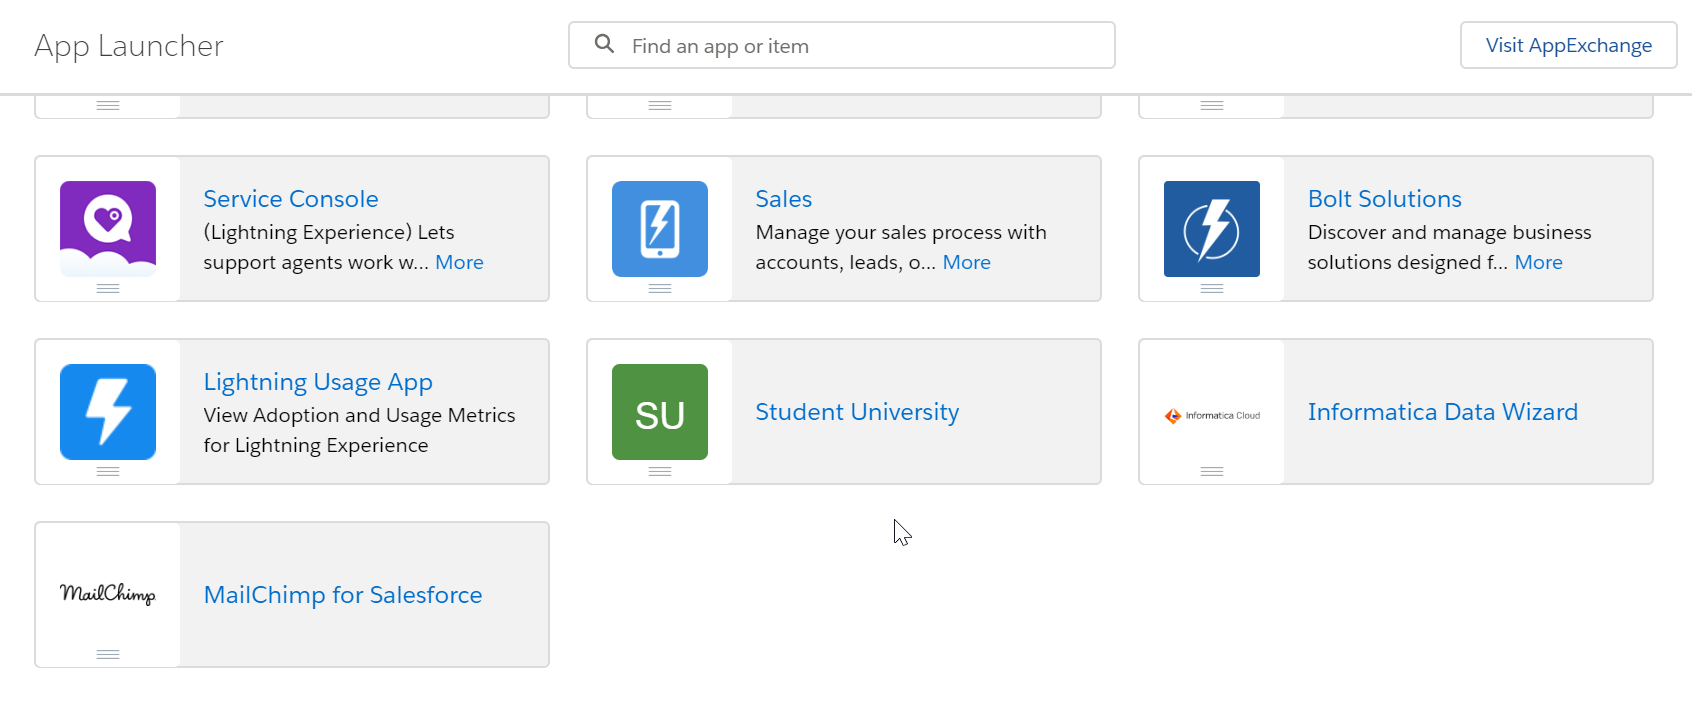 App Launcher
Find an app or item
Visit AppExchange
Service Console
(Lightning Experience) Lets
support agents work w... More
Sales
Manage your sales process with
accounts, leads, o... More
Bolt Solutions
Discover and manage business
solutions designed f... More
Lightning Usage App
View Adoption and Usage Metrics
for Lightning Experience
SU
Student University
Informatica Cloud
Informatica Data Wizard
MailChimp
MailChimp for Salesforce